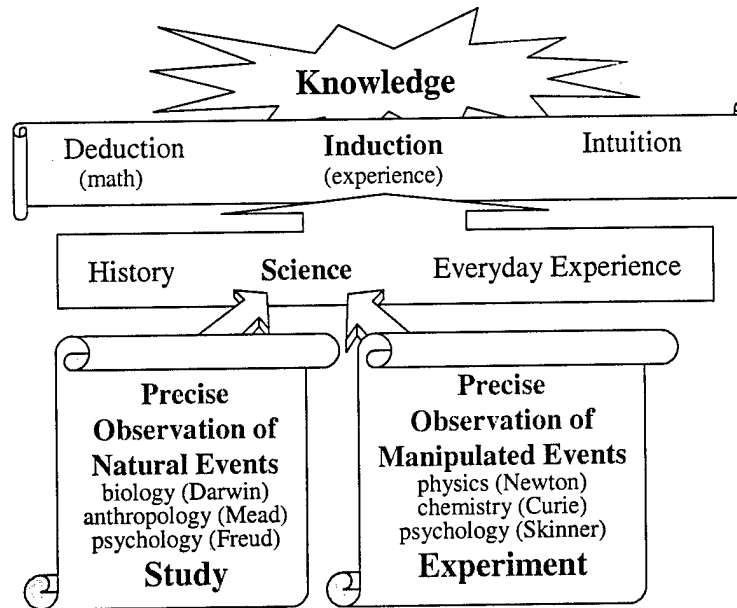 Knowledge
Deduction Induction Intuition
(math) (experience)
History Science Everyday Experience
Precise
Observation of
Natural Events
biology (Darwin)
anthropology (Mead)
psychology (Freud)
Study
Precise
Observation of
Manipulated Events
physics (Newton)
chemistry (Curie)
psychology (Skinner)
Experiment